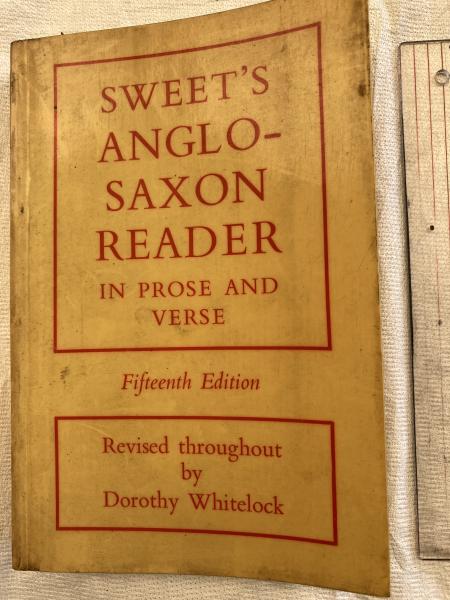 SWEET'S
ANGLO-
SAXON
READER
IN PROSE AND
VERSE
Fifteenth Edition
Revised throughout
by
Dorothy Whitelock